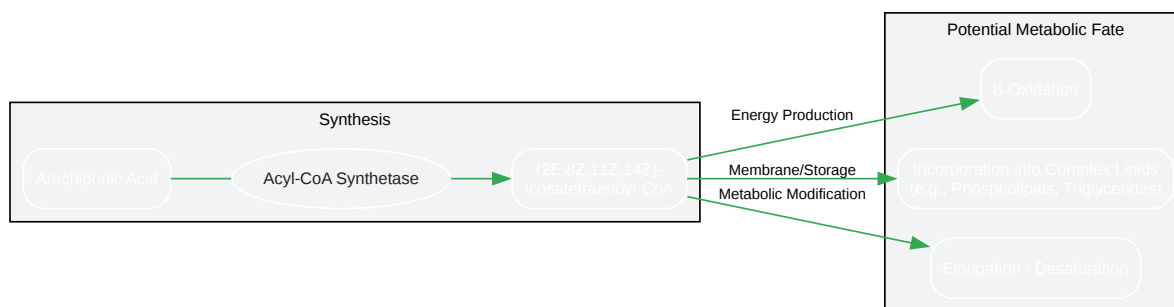 Synthesis
Arachidonic Acid
Acyl-CoA Synthetase
(2E,8Z,11Z,14Z)-
Icosatetraenoyl-CoA
Energy Production
Membrane/Storage
Metabolic Modification
Potential Metabolic Fate
β-Oxidation
Incorporation into Complex Lipids
(e.g., Phospholipids, Triglycerides)
Elongation / Desaturation